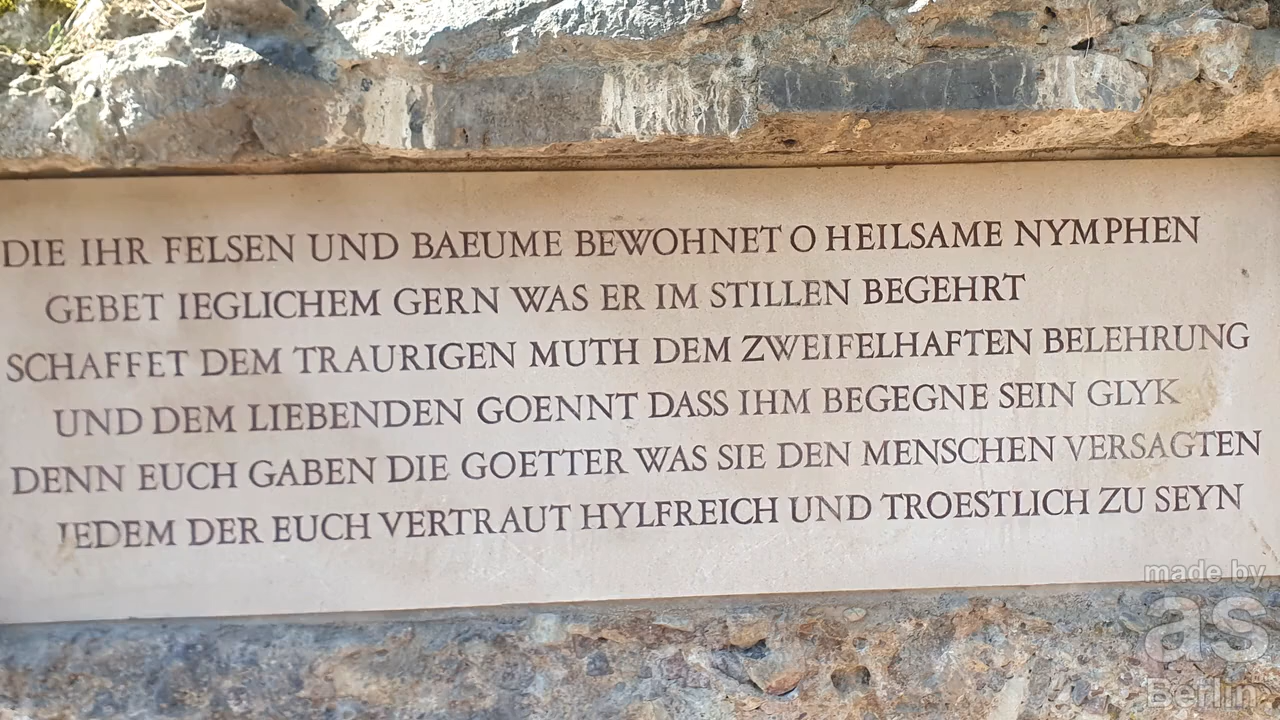 DIE IHR FELSEN UND BAEUME BEWOHNET O HEILSAME NYMPHEN
GEBET IEGLICHEM GERN WAS ER IM STILLEN BEGEHRT
SCHAFFET DEM TRAURIGEN MUTH DEM ZWEIFELHAFTEN BELEHRUNG
UND DEM LIEBENDEN GOENNT DASS IHM BEGEGNE SEIN GLYK
DENN EUCH GABEN DIE GOETTER WAS SIE DEN MENSCHEN VERSAGTEN
IEDEM DER EUCH VERTRAUT HYLFREICH UND TROESTLICH ZU SEYN
made by
as
Berlin